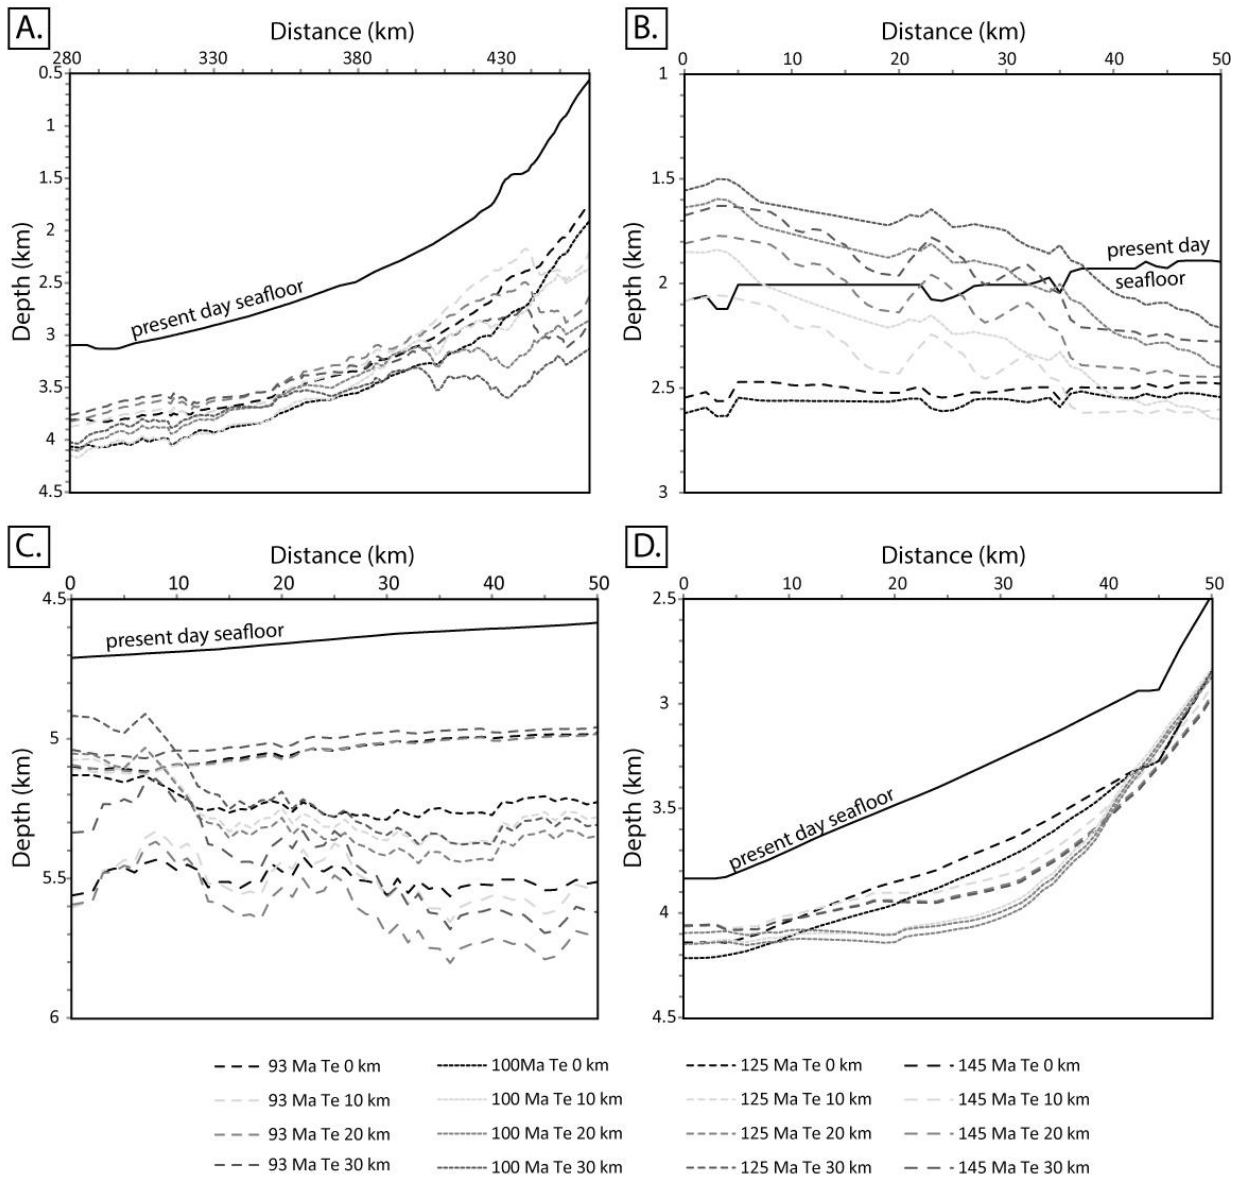 A.
Distance (km)
280 330 380 430
0.5
1
1.5
2
2.5
3
3.5
4
4.5
Depth (km)
present day seafloor
B.
Distance (km)
0 10 20 30 40 50
1
1.5
2
2.5
3
Depth (km)
present day
seafloor
C.
Distance (km)
0 10 20 30 40 50
4.5
5
5.5
6
Depth (km)
present day seafloor
D.
Distance (km)
0 10 20 30 40 50
2.5
3
3.5
4
4.5
Depth (km)
present day seafloor
93 Ma Te 0 km 100Ma Te 0 km 125 Ma Te 0 km 145 Ma Te 0 km
93 Ma Te 10 km 100 Ma Te 10 km 125 Ma Te 10 km 145 Ma Te 10 km
93 Ma Te 20 km 100 Ma Te 20 km 125 Ma Te 20 km 145 Ma Te 20 km
93 Ma Te 30 km 100 Ma Te 30 km 125 Ma Te 30 km 145 Ma Te 30 km